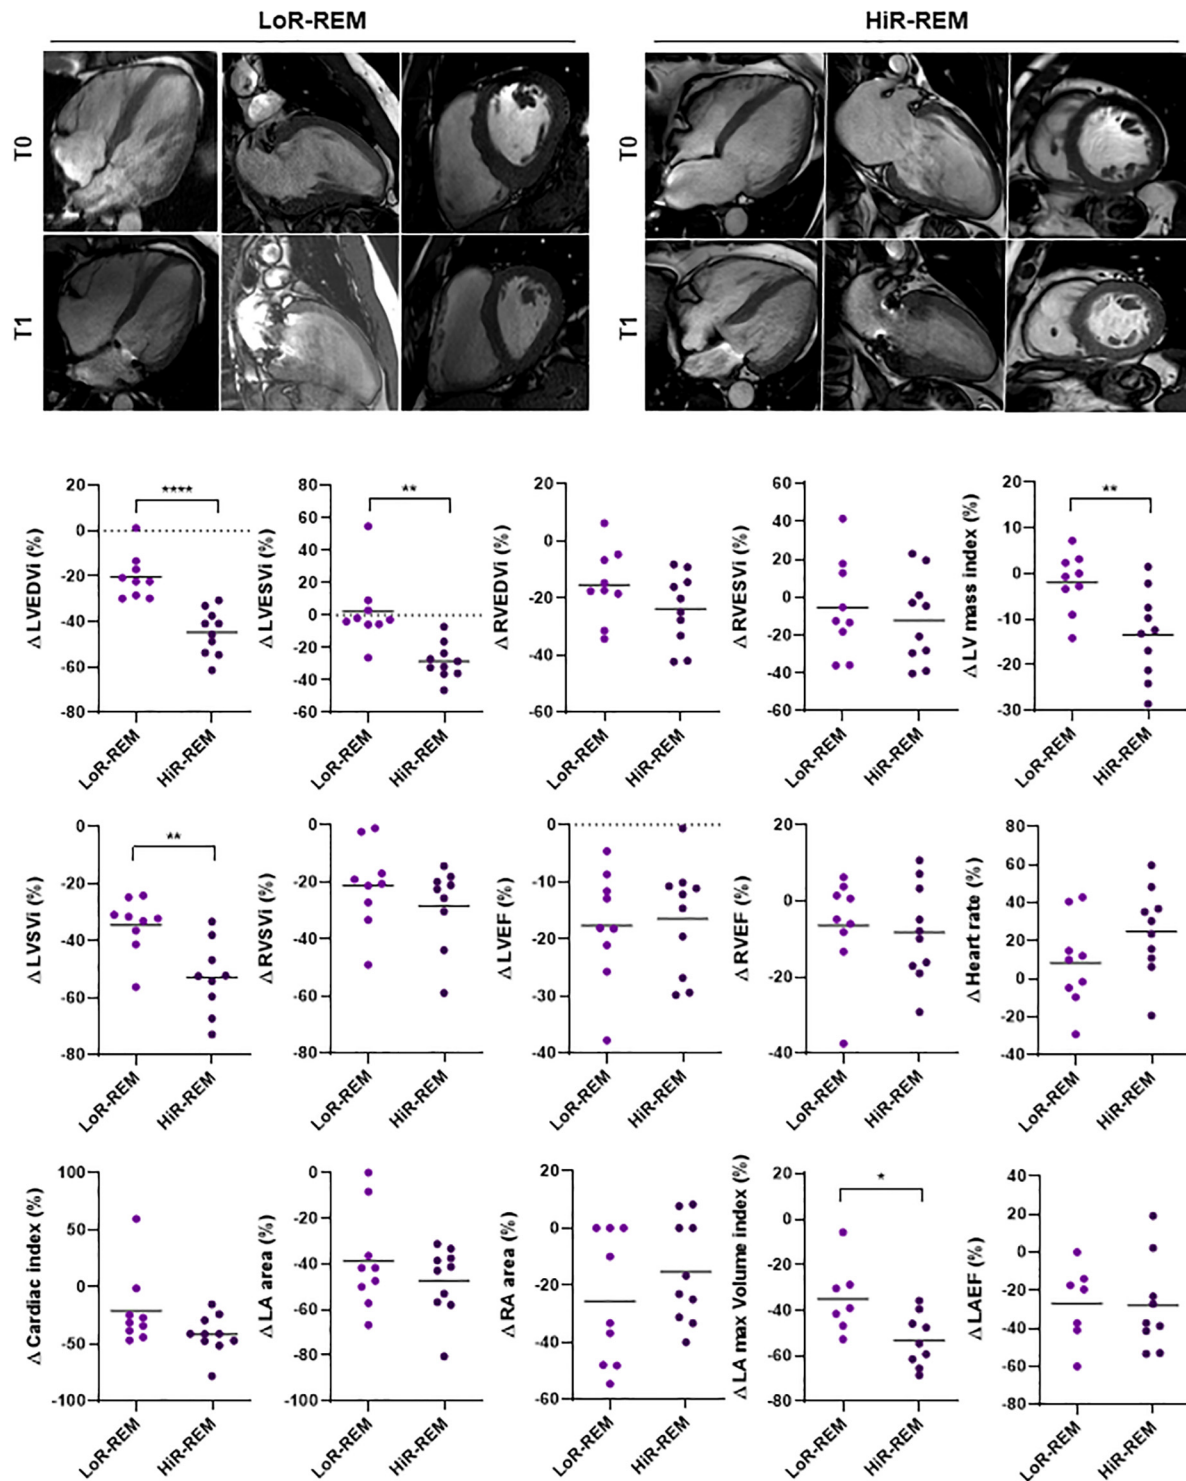 LoR-REM
HiR-REM
T0
T0
T1
T1
Δ LVEDVi (%)
20
0
-20
-40
-60
-80
****
LoR-REM
HiR-REM
Δ LVESVi (%)
80
60
40
20
0
-20
-40
-60
**
LoR-REM
HiR-REM
Δ RVEDVi (%)
20
0
-20
-40
-60
LoR-REM
HiR-REM
Δ RVESVi (%)
60
40
20
0
-20
-40
-60
LoR-REM
HiR-REM
Δ LV mass index (%)
20
10
0
-10
-20
-30
**
LoR-REM
HiR-REM
Δ LVSVi (%)
0
-20
-40
-60
-80
**
LoR-REM
HiR-REM
Δ RVSVi (%)
0
-20
-40
-60
-80
LoR-REM
HiR-REM
Δ LVEF (%)
0
-10
-20
-30
-40
LoR-REM
HiR-REM
Δ RVEF (%)
20
0
-20
-40
LoR-REM
HiR-REM
Δ Heart rate (%)
80
60
40
20
0
-20
-40
LoR-REM
HiR-REM
Δ Cardiac index (%)
100
50
0
-50
-100
LoR-REM
HiR-REM
Δ LA area (%)
0
-20
-40
-60
-80
-100
LoR-REM
HiR-REM
Δ RA area (%)
20
0
-20
-40
-60
LoR-REM
HiR-REM
Δ LA max Volume index (%)
20
0
-20
-40
-60
-80
*
LoR-REM
HiR-REM
Δ LAEF (%)
40
20
0
-20
-40
-60
-80
LoR-REM
HiR-REM